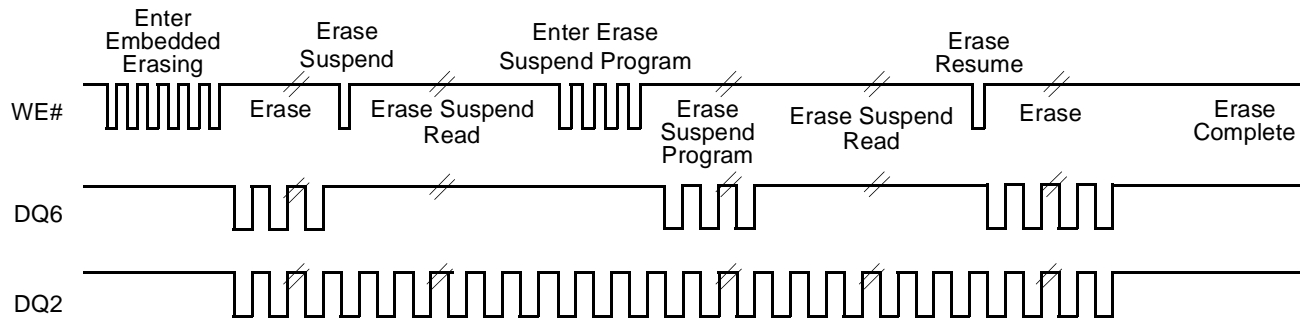 Enter
Embedded
Erasing
Erase
Suspend
Enter Erase
Suspend Program
Erase
Resume
WE#
Erase
Erase Suspend
Read
Erase
Suspend
Program
Erase Suspend
Read
Erase
Erase
Complete
DQ6
DQ2